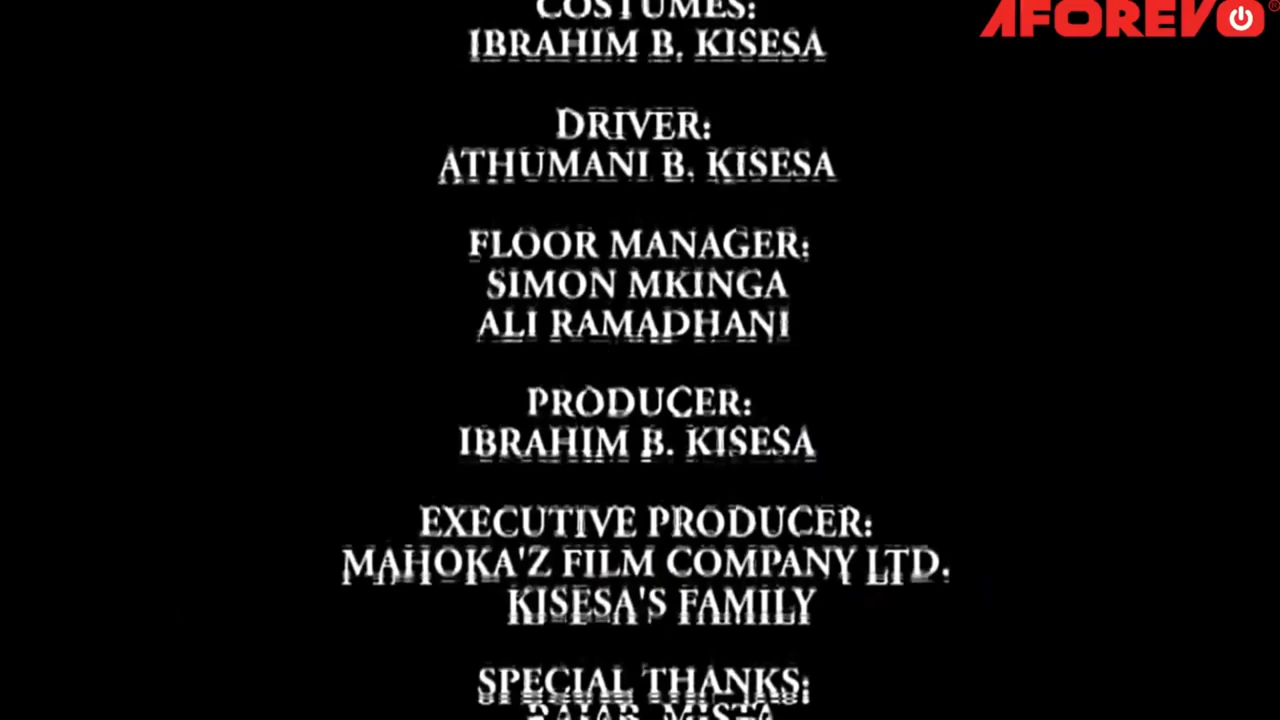 AFOREVO
COSTUMES:
IBRAHIM B. KISESA
DRIVER:
ATHUMANI B. KISESA
FLOOR MANAGER:
SIMON MKINGA
ALI RAMADHANI
PRODUCER:
IBRAHIM B. KISESA
EXECUTIVE PRODUCER:
MAHOKA'Z FILM COMPANY LTD.
KISESA'S FAMILY
SPECIAL THANKS: